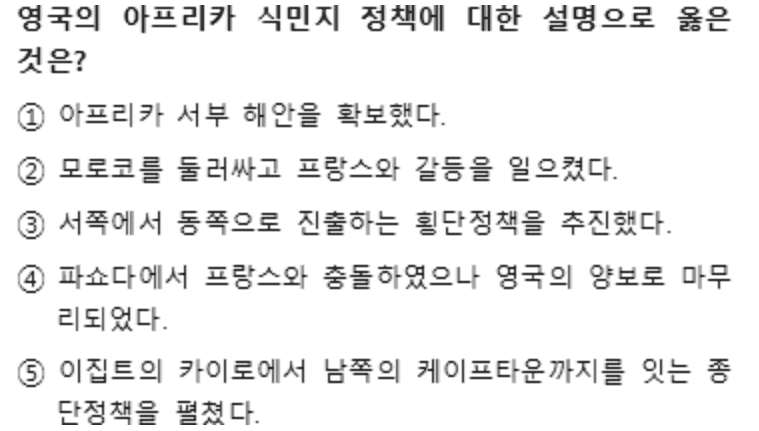 영국의 아프리카 식민지 정책에 대한 설명으로 옳은
것은?
① 아프리카 서부 해안을 확보했다.
② 모로코를 둘러싸고 프랑스와 갈등을 일으켰다.
③ 서쪽에서 동쪽으로 진출하는 횡단정책을 추진했다.
④ 파쇼다에서 프랑스와 충돌하였으나 영국의 양보로 마무
리되었다.
⑤ 이집트의 카이로에서 남쪽의 케이프타운까지를 잇는 종
단정책을 펼쳤다.